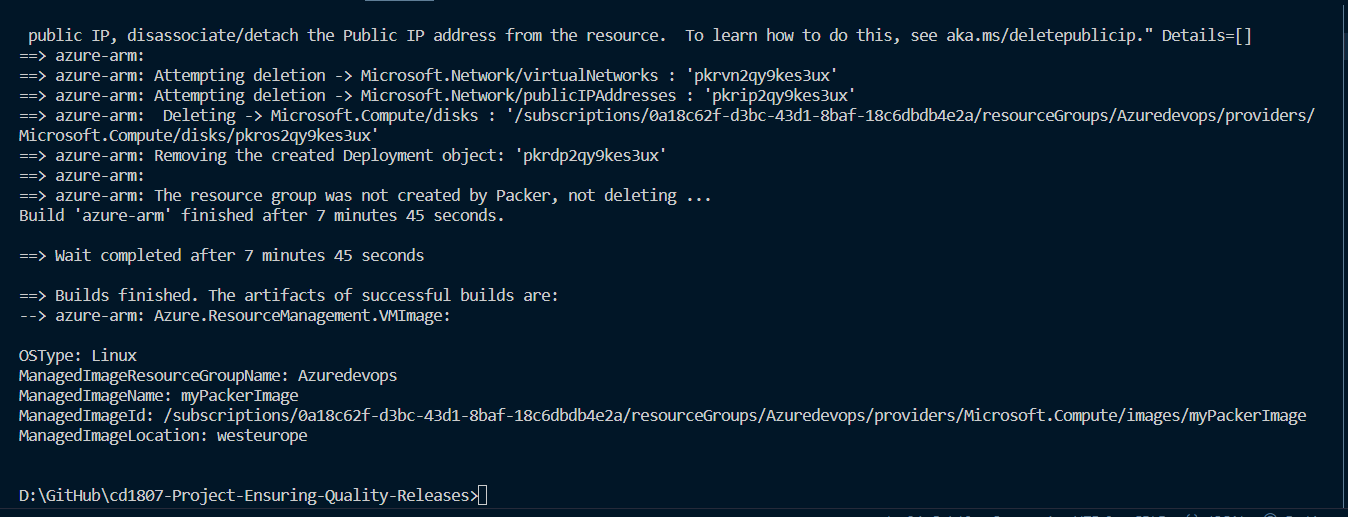 public IP, disassociate/detach the Public IP address from the resource.  To learn how to do this, see aka.ms/deletepublicip." Details=[]
==> azure-arm:
==> azure-arm: Attempting deletion -> Microsoft.Network/virtualNetworks : 'pkrvn2qy9kes3ux'
==> azure-arm: Attempting deletion -> Microsoft.Network/publicIPAddresses : 'pkrip2qy9kes3ux'
==> azure-arm:  Deleting -> Microsoft.Compute/disks : '/subscriptions/0a18c62f-d3bc-43d1-8baf-18c6dbdb4e2a/resourceGroups/Azuredevops/providers/
Microsoft.Compute/disks/pkros2qy9kes3ux'
==> azure-arm: Removing the created Deployment object: 'pkrdp2qy9kes3ux'
==> azure-arm:
==> azure-arm: The resource group was not created by Packer, not deleting ...
Build 'azure-arm' finished after 7 minutes 45 seconds.
==> Wait completed after 7 minutes 45 seconds
==> Builds finished. The artifacts of successful builds are:
--> azure-arm: Azure.ResourceManagement.VMImage:
OSType: Linux
ManagedImageResourceGroupName: Azuredevops
ManagedImageName: myPackerImage
ManagedImageId: /subscriptions/0a18c62f-d3bc-43d1-8baf-18c6dbdb4e2a/resourceGroups/Azuredevops/providers/Microsoft.Compute/images/myPackerImage
ManagedImageLocation: westeurope
D:\GitHub\cd1807-Project-Ensuring-Quality-Releases>